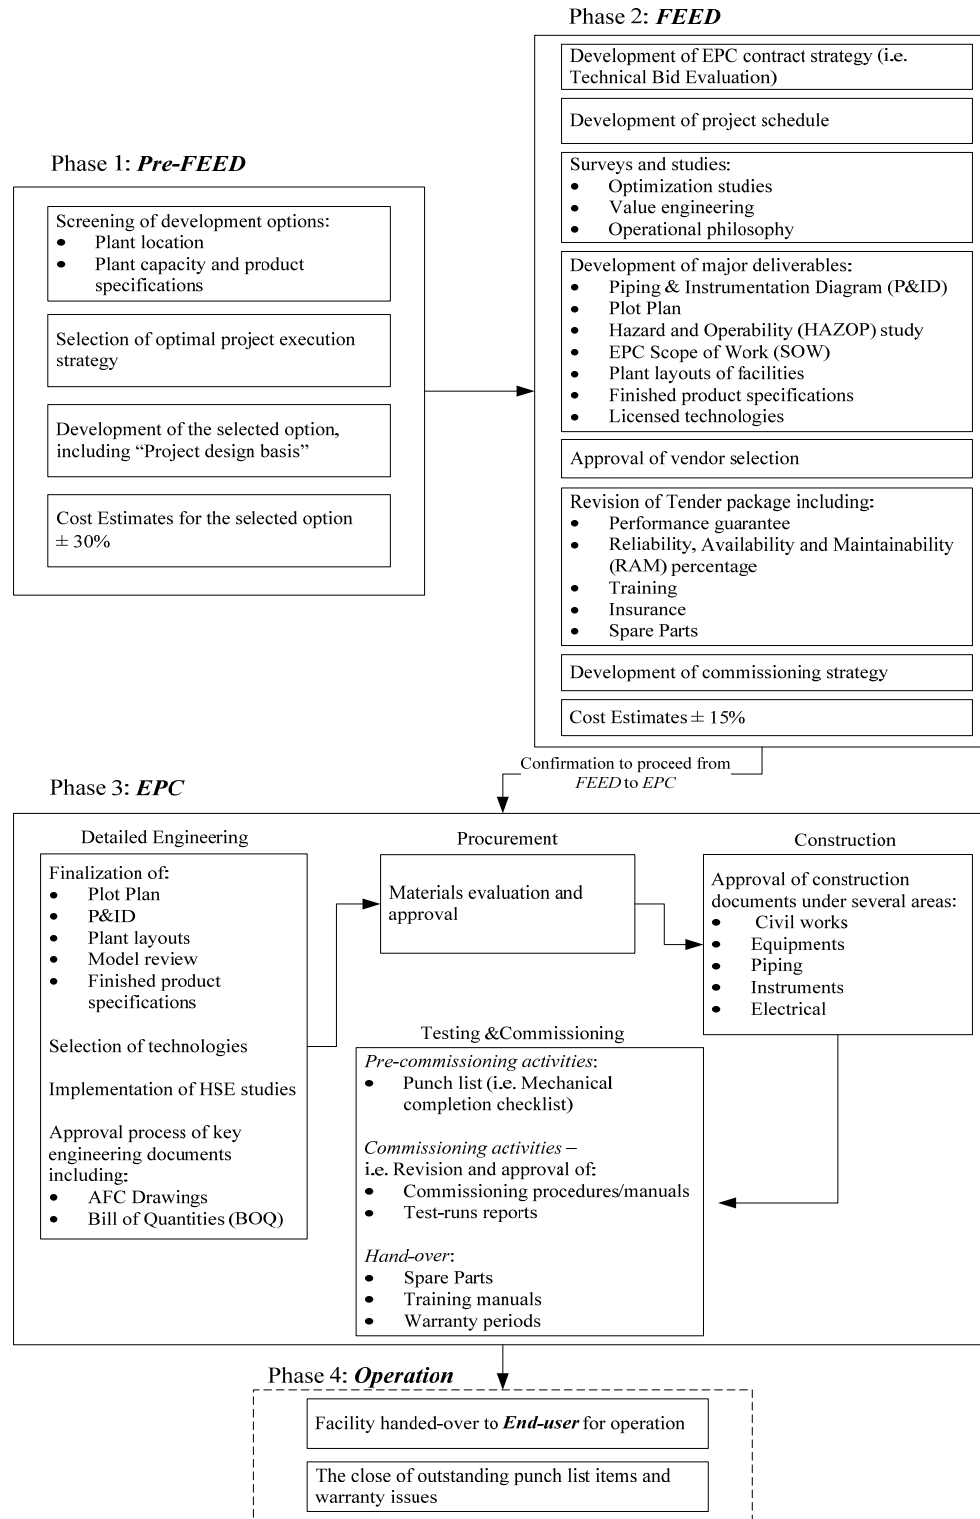 Phase 1: Pre-FEED
Screening of development options:
● Plant location
● Plant capacity and product
specifications
Selection of optimal project execution
strategy
Development of the selected option,
including “Project design basis”
Cost Estimates for the selected option
± 30%
Phase 2: FEED
Development of EPC contract strategy (i.e.
Technical Bid Evaluation)
Development of project schedule
Surveys and studies:
● Optimization studies
● Value engineering
● Operational philosophy
Development of major deliverables:
● Piping & Instrumentation Diagram (P&ID)
● Plot Plan
● Hazard and Operability (HAZOP) study
● EPC Scope of Work (SOW)
● Plant layouts of facilities
● Finished product specifications
● Licensed technologies
Approval of vendor selection
Revision of Tender package including:
● Performance guarantee
● Reliability, Availability and Maintainability
(RAM) percentage
● Training
● Insurance
● Spare Parts
Development of commissioning strategy
Cost Estimates ± 15%
Confirmation to proceed from
FEED to EPC
Phase 3: EPC
Detailed Engineering
Finalization of:
● Plot Plan
● P&ID
● Plant layouts
● Model review
● Finished product
specifications
Selection of technologies
Implementation of HSE studies
Approval process of key
engineering documents
including:
● AFC Drawings
● Bill of Quantities (BOQ)
Procurement
Materials evaluation and
approval
Construction
Approval of construction
documents under several areas:
● Civil works
● Equipments
● Piping
● Instruments
● Electrical
Testing &Commissioning
Pre-commissioning activities:
● Punch list (i.e. Mechanical
completion checklist)
Commissioning activities –
i.e. Revision and approval of:
● Commissioning procedures/manuals
● Test-runs reports
Hand-over:
● Spare Parts
● Training manuals
● Warranty periods
Phase 4: Operation
Facility handed-over to End-user for operation
The close of outstanding punch list items and
warranty issues